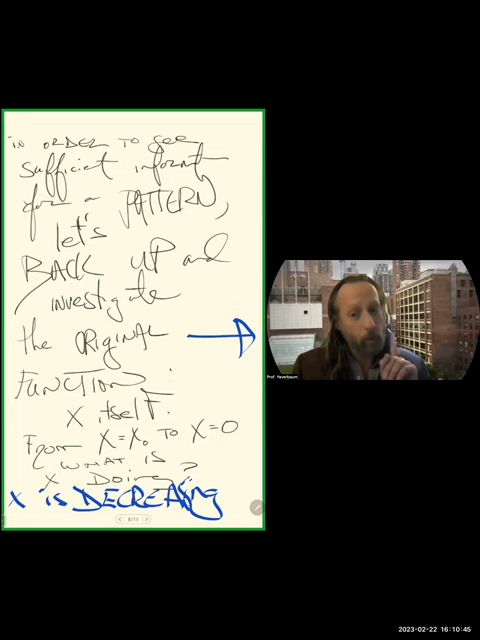 in ORDER TO see
sufficient informat
for a PATTERN,
let's
BACK UP and
investigate
the ORIGINAL
FUNCTION:
X itself.
From X=X₀ TO X=0
WHAT IS
X Doing?
X is DECREASing
8/11
Prof. Yaverbaum
2023-02-22 16:10:45